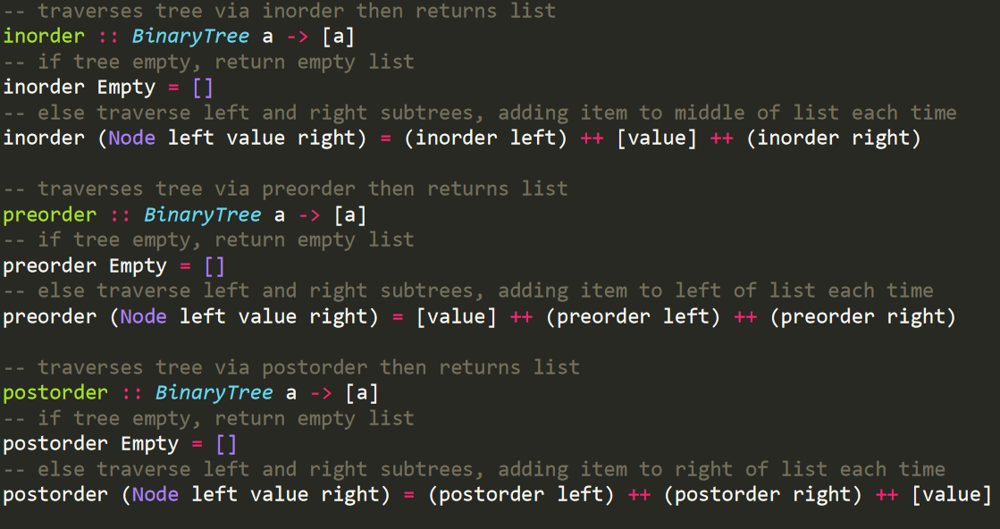 -- traverses tree via inorder then returns list
inorder :: BinaryTree a -> [a]
-- if tree empty, return empty list
inorder Empty = []
-- else traverse left and right subtrees, adding item to middle of list each time
inorder (Node left value right) = (inorder left) ++ [value] ++ (inorder right)

-- traverses tree via preorder then returns list
preorder :: BinaryTree a -> [a]
-- if tree empty, return empty list
preorder Empty = []
-- else traverse left and right subtrees, adding item to left of list each time
preorder (Node left value right) = [value] ++ (preorder left) ++ (preorder right)

-- traverses tree via postorder then returns list
postorder :: BinaryTree a -> [a]
-- if tree empty, return empty list
postorder Empty = []
-- else traverse left and right subtrees, adding item to right of list each time
postorder (Node left value right) = (postorder left) ++ (postorder right) ++ [value]